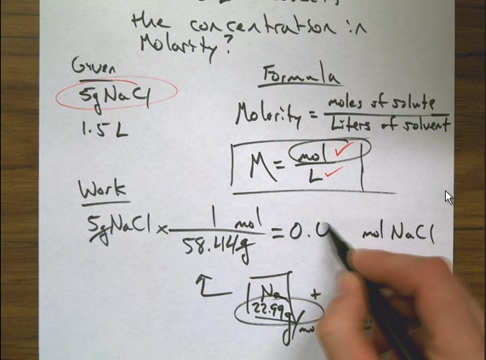 the concentration in
Molarity?
Given
5g NaCl
1.5 L
Formula
Molarity = moles of solute
Liters of solvent
M = mol
L
Work
5g NaCl × 1 mol = 0.0 mol NaCl
58.44g
Na +
22.99g/mol